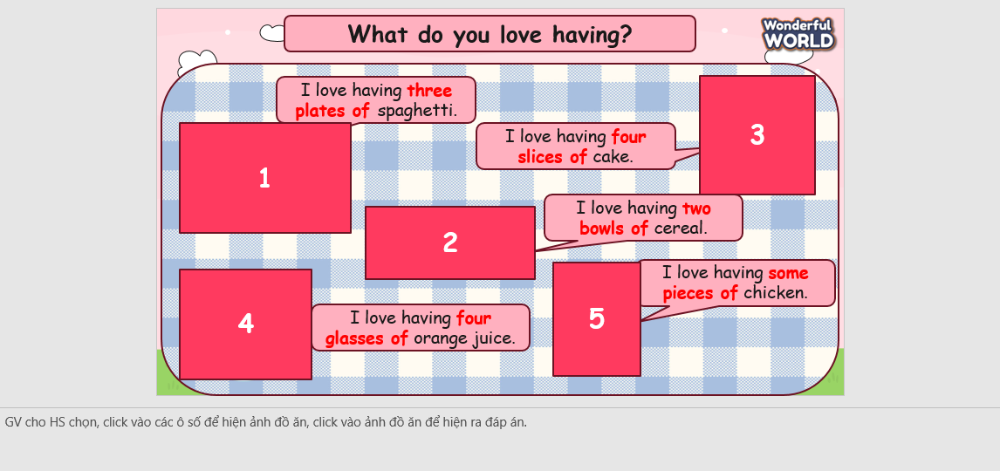 What do you love having?
Wonderful
WORLD
I love having three
plates of spaghetti.
1
I love having four
slices of cake.
3
I love having two
bowls of cereal.
2
I love having some
pieces of chicken.
5
4
I love having four
glasses of orange juice.
GV cho HS chọn, click vào các ô số để hiện ảnh đồ ăn, click vào ảnh đồ ăn để hiện ra đáp án.